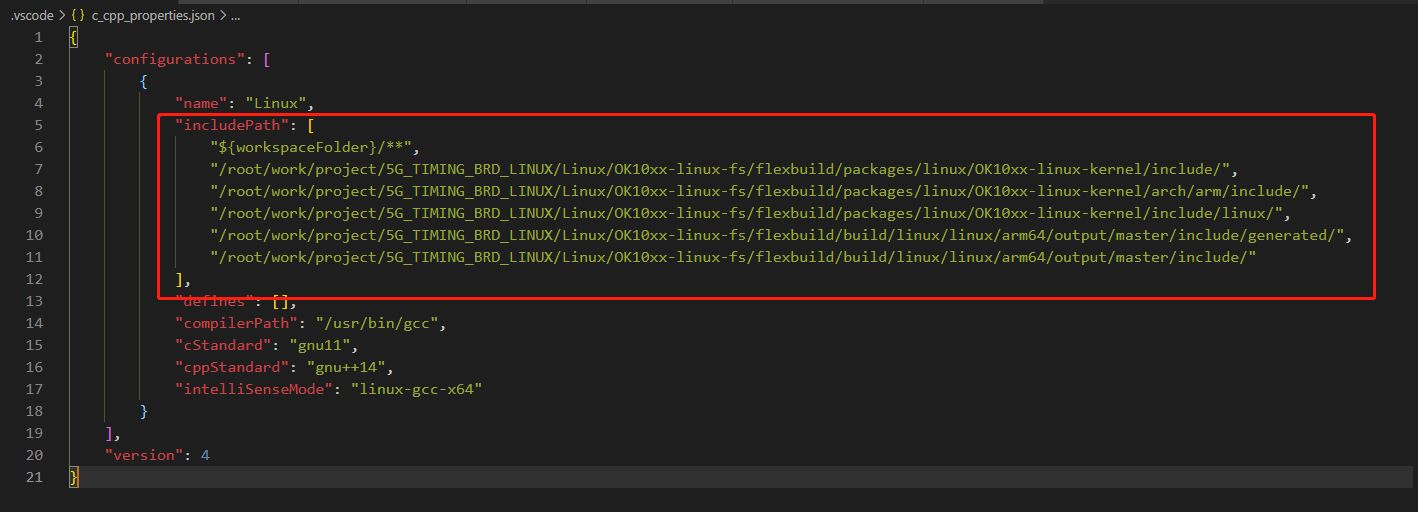 .vscode > {} c_cpp_properties.json > ...
1 {
2 "configurations": [
3 {
4 "name": "Linux",
5 "includePath": [
6 "${workspaceFolder}/**",
7 "/root/work/project/5G_TIMING_BRD_LINUX/Linux/OK10xx-linux-fs/flexbuild/packages/linux/OK10xx-linux-kernel/include/",
8 "/root/work/project/5G_TIMING_BRD_LINUX/Linux/OK10xx-linux-fs/flexbuild/packages/linux/OK10xx-linux-kernel/arch/arm/include/",
9 "/root/work/project/5G_TIMING_BRD_LINUX/Linux/OK10xx-linux-fs/flexbuild/packages/linux/OK10xx-linux-kernel/include/linux/",
10 "/root/work/project/5G_TIMING_BRD_LINUX/Linux/OK10xx-linux-fs/flexbuild/build/linux/linux/arm64/output/master/include/generated/",
11 "/root/work/project/5G_TIMING_BRD_LINUX/Linux/OK10xx-linux-fs/flexbuild/build/linux/linux/arm64/output/master/include/"
12 ],
13 "defines": [],
14 "compilerPath": "/usr/bin/gcc",
15 "cStandard": "gnu11",
16 "cppStandard": "gnu++14",
17 "intelliSenseMode": "linux-gcc-x64"
18 }
19 ],
20 "version": 4
21 }